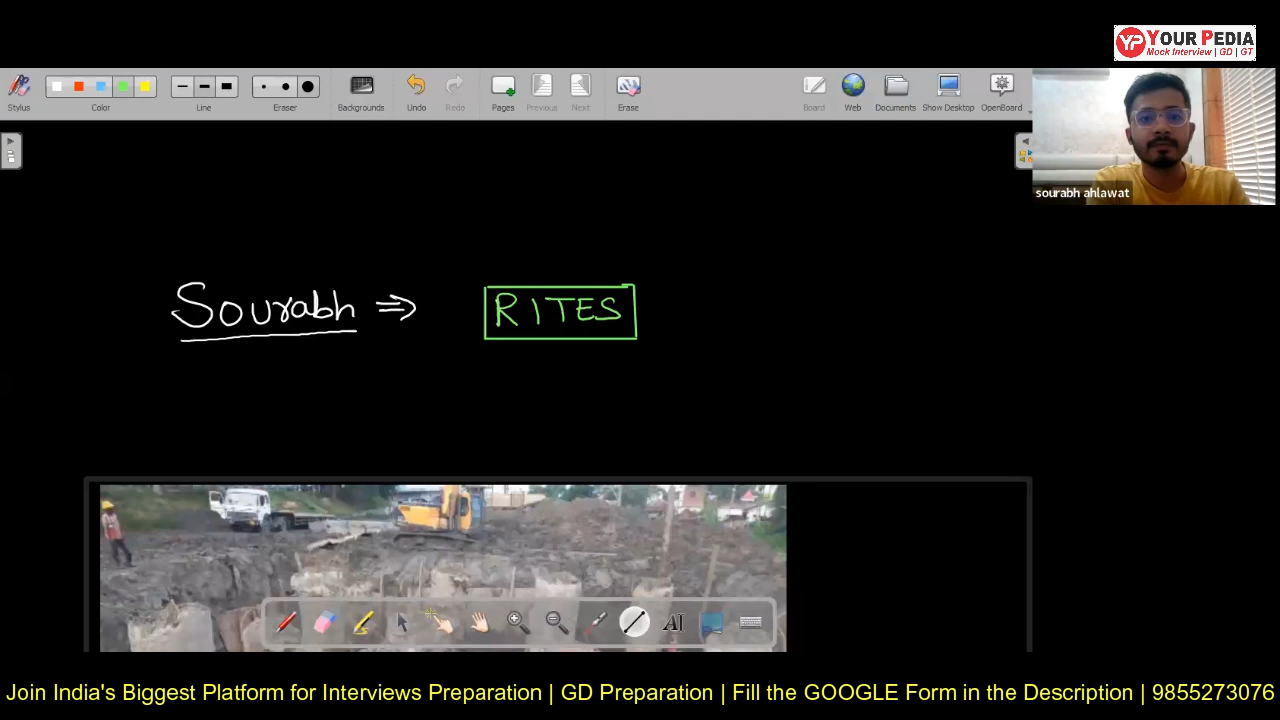 YP YOUR PEDIA
Mock Interview | GD | GT
Stylus Color Line Eraser Backgrounds Undo Redo Pages Previous Next Erase Board Web Documents Show Desktop OpenBoard
sourabh ahlawat
Sourabh ⇒ RITES
AI
Join India's Biggest Platform for Interviews Preparation | GD Preparation | Fill the GOOGLE Form in the Description | 9855273076